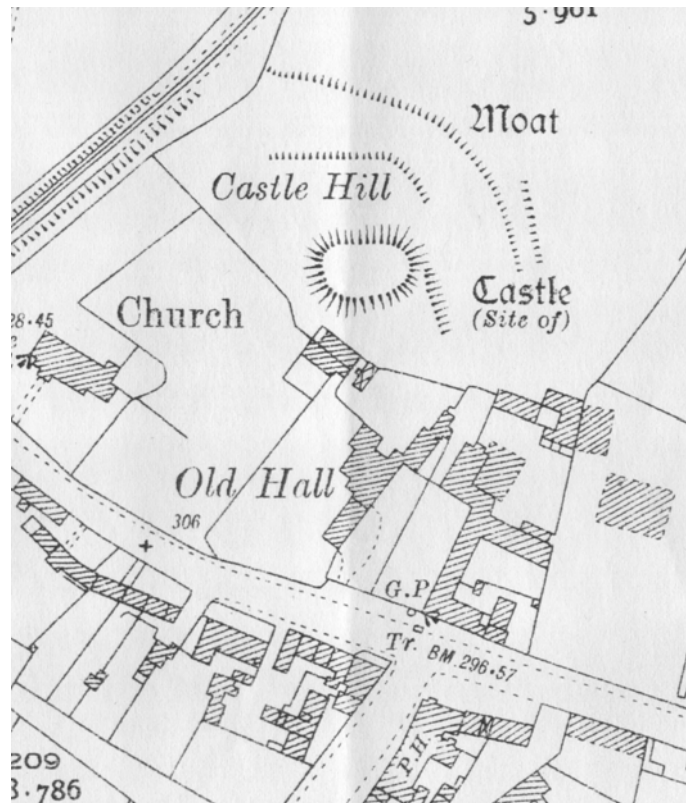 5·901
Moat
Castle Hill
Castle
(Site of)
Church
28·45
Old Hall
306
G.P
Tr.
BM.296·57
P.H
209
3·786